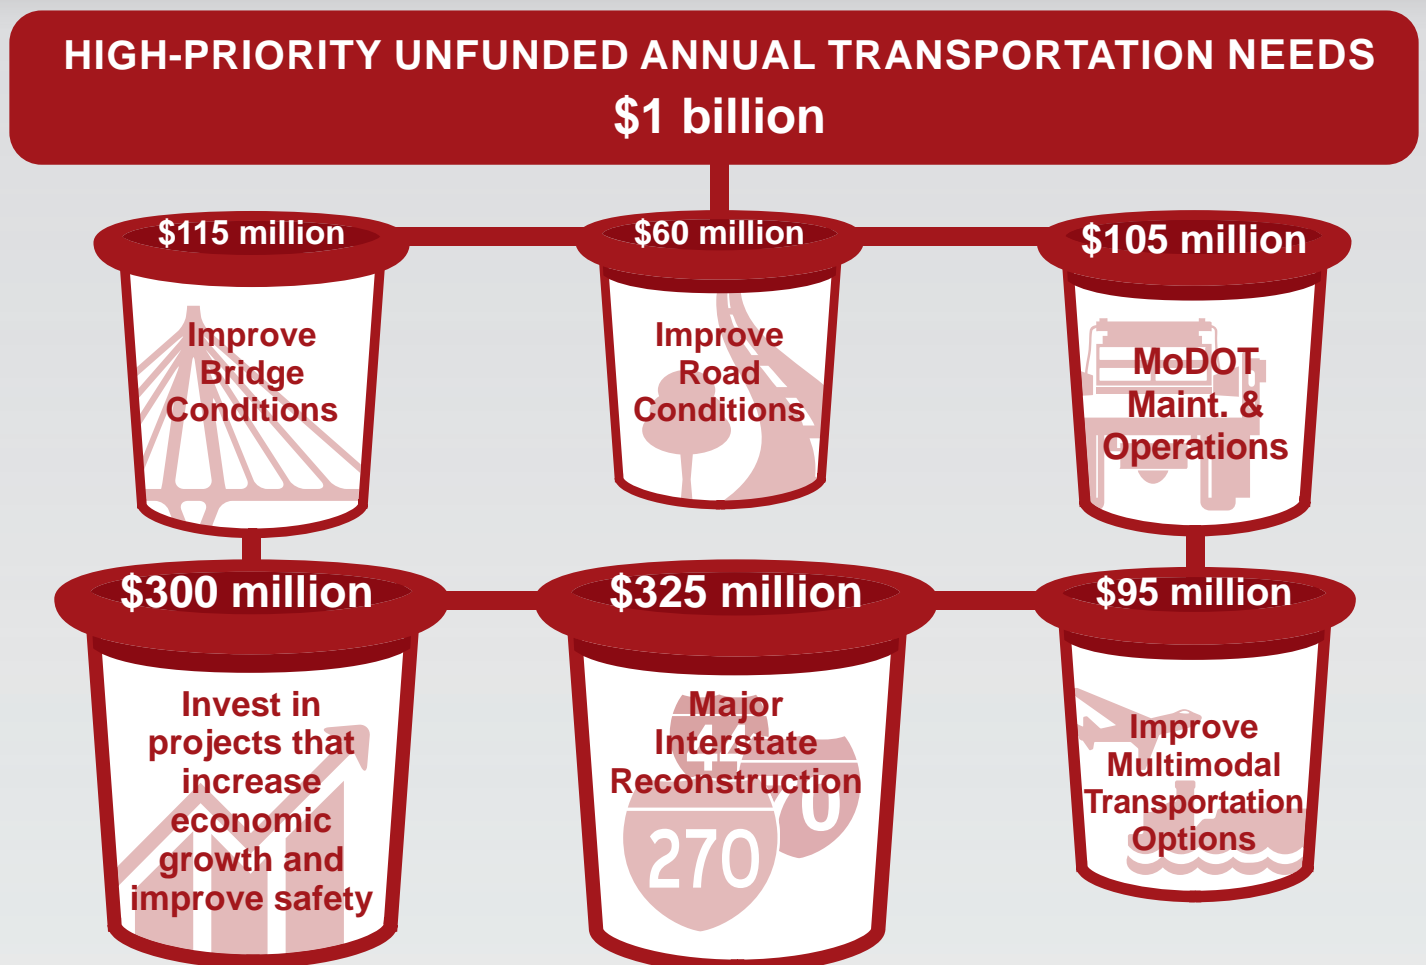 HIGH-PRIORITY UNFUNDED ANNUAL TRANSPORTATION NEEDS
$1 billion
$115 million
Improve
Bridge
Conditions
$60 million
Improve
Road
Conditions
$105 million
MoDOT
Maint. &
Operations
$300 million
Invest in
projects that
increase
economic
growth and
improve safety
$325 million
Major
Interstate
Reconstruction
44
0
270
$95 million
Improve
Multimodal
Transportation
Options